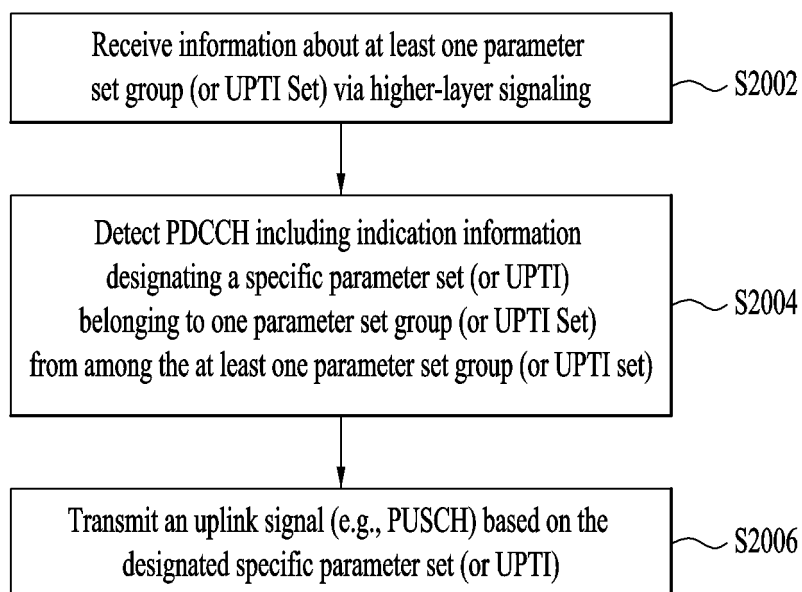 Receive information about at least one parameter
set group (or UPTI Set) via higher-layer signaling
S2002
Detect PDCCH including indication information
designating a specific parameter set (or UPTI)
belonging to one parameter set group (or UPTI Set)
from among the at least one parameter set group (or UPTI set)
S2004
Transmit an uplink signal (e.g., PUSCH) based on the
designated specific parameter set (or UPTI)
S2006